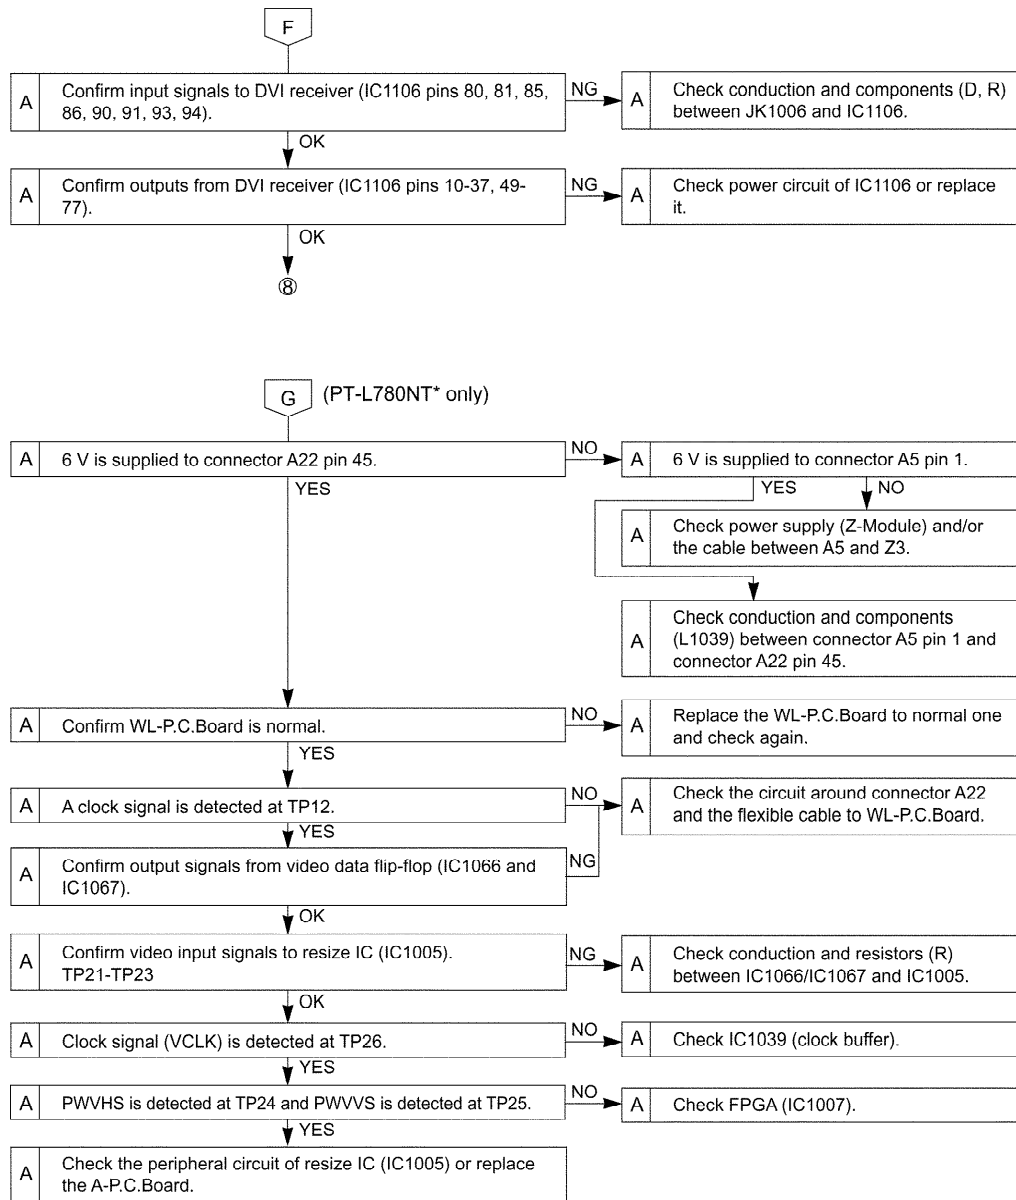 F
A
Confirm input signals to DVI receiver (IC1106 pins 80, 81, 85,
86, 90, 91, 93, 94).
NG
A
Check conduction and components (D, R)
between JK1006 and IC1106.
OK
A
Confirm outputs from DVI receiver (IC1106 pins 10-37, 49-
77).
NG
A
Check power circuit of IC1106 or replace
it.
OK
⑧
G
(PT-L780NT* only)
A
6 V is supplied to connector A22 pin 45.
NO
A
6 V is supplied to connector A5 pin 1.
YES
YES
NO
A
Check power supply (Z-Module) and/or
the cable between A5 and Z3.
A
Check conduction and components
(L1039) between connector A5 pin 1 and
connector A22 pin 45.
A
Confirm WL-P.C.Board is normal.
NO
A
Replace the WL-P.C.Board to normal one
and check again.
YES
A
A clock signal is detected at TP12.
NO
A
Check the circuit around connector A22
and the flexible cable to WL-P.C.Board.
YES
A
Confirm output signals from video data flip-flop (IC1066 and
IC1067).
NG
OK
A
Confirm video input signals to resize IC (IC1005).
TP21-TP23
NG
A
Check conduction and resistors (R)
between IC1066/IC1067 and IC1005.
OK
A
Clock signal (VCLK) is detected at TP26.
NO
A
Check IC1039 (clock buffer).
YES
A
PWVHS is detected at TP24 and PWVVS is detected at TP25.
NO
A
Check FPGA (IC1007).
YES
A
Check the peripheral circuit of resize IC (IC1005) or replace
the A-P.C.Board.